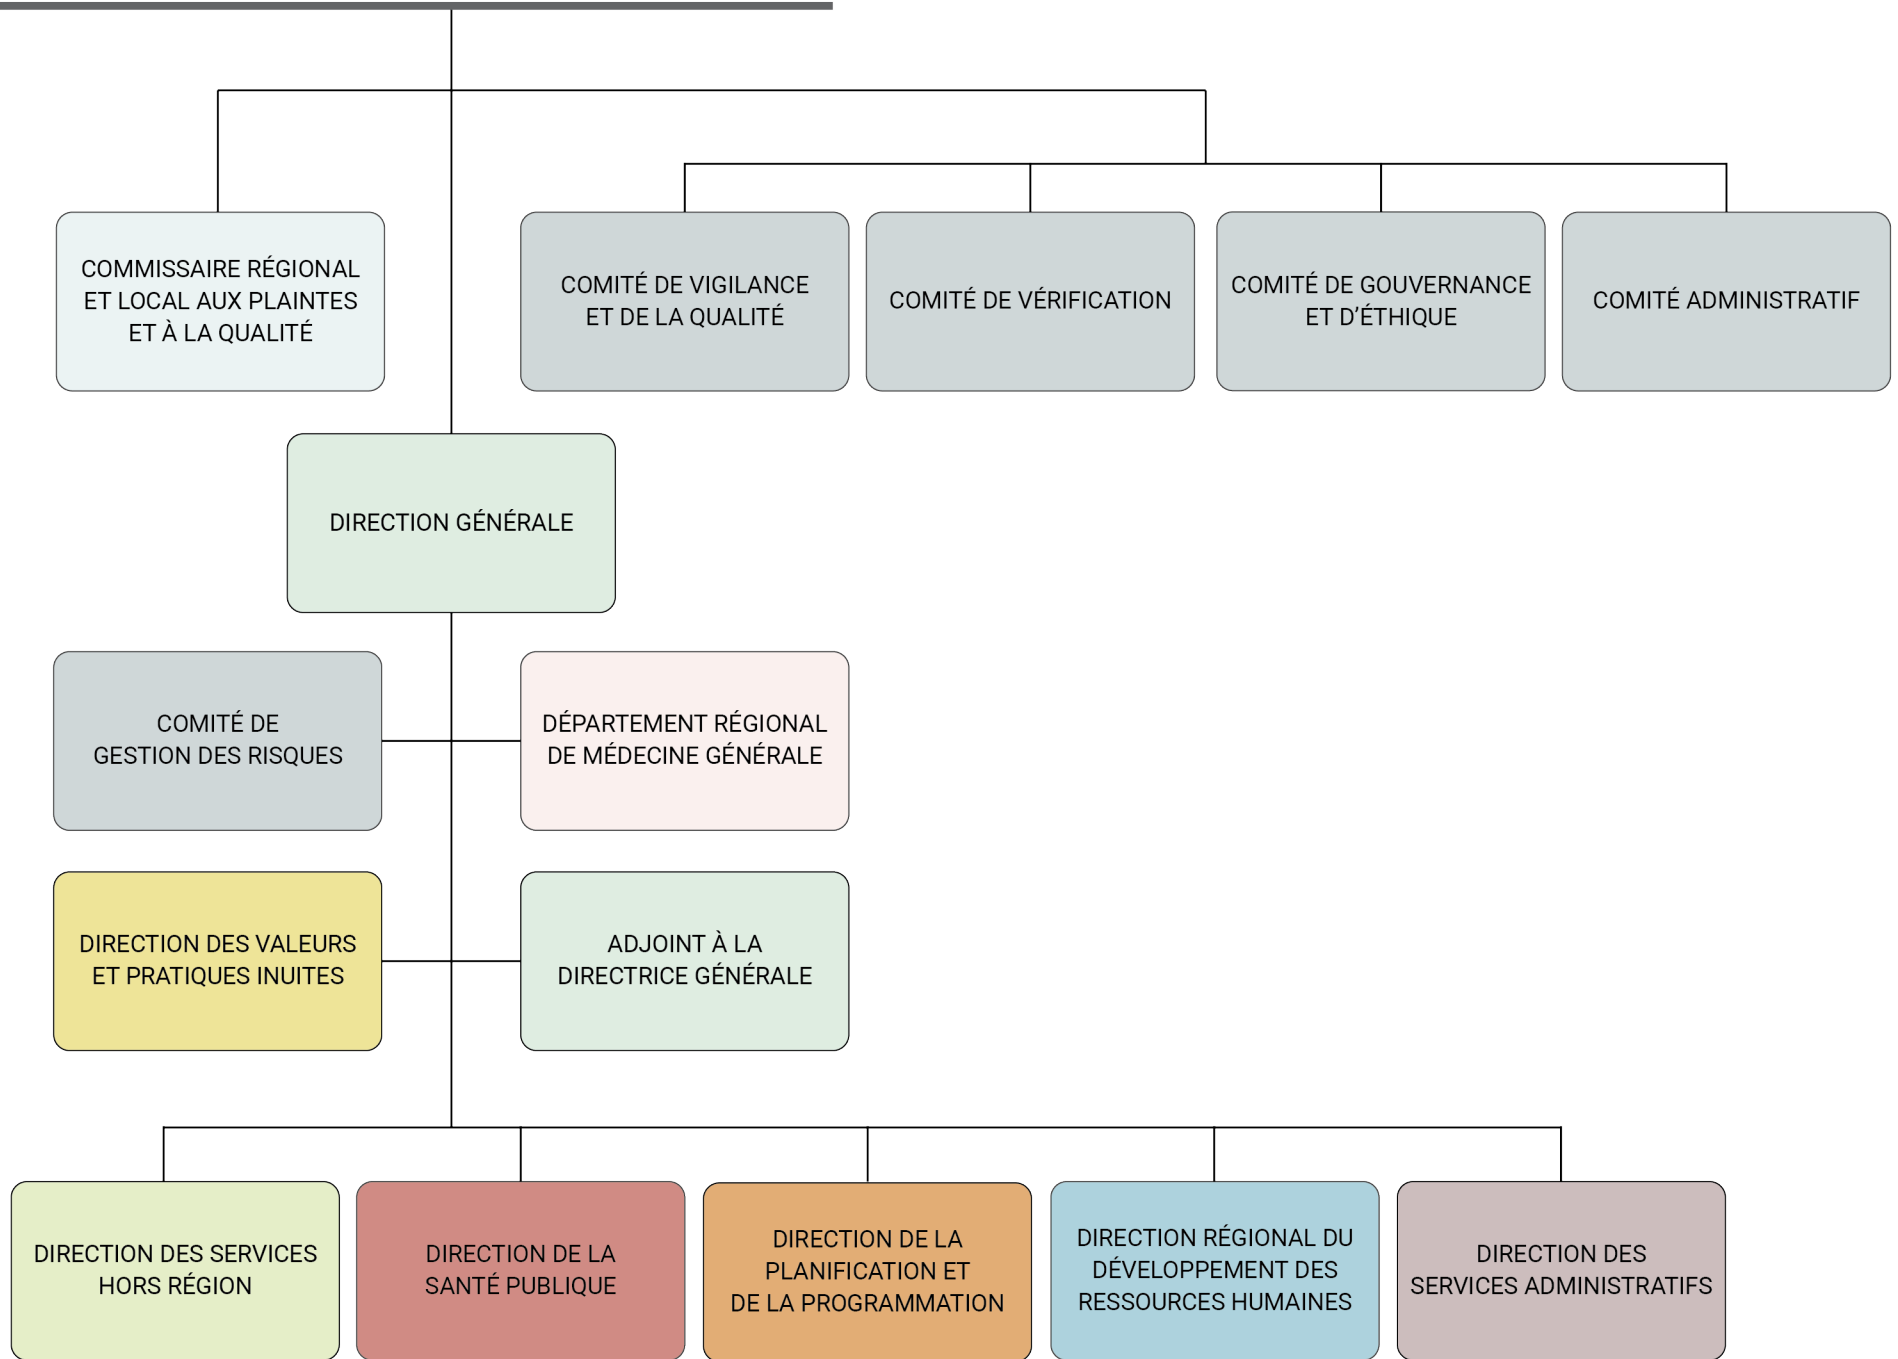 COMMISSAIRE RÉGIONAL
ET LOCAL AUX PLAINTES
ET À LA QUALITÉ
COMITÉ DE VIGILANCE
ET DE LA QUALITÉ
COMITÉ DE VÉRIFICATION
COMITÉ DE GOUVERNANCE
ET D’ÉTHIQUE
COMITÉ ADMINISTRATIF
DIRECTION GÉNÉRALE
COMITÉ DE
GESTION DES RISQUES
DÉPARTEMENT RÉGIONAL
DE MÉDECINE GÉNÉRALE
DIRECTION DES VALEURS
ET PRATIQUES INUITES
ADJOINT À LA
DIRECTRICE GÉNÉRALE
DIRECTION DES SERVICES
HORS RÉGION
DIRECTION DE LA
SANTÉ PUBLIQUE
DIRECTION DE LA
PLANIFICATION ET
DE LA PROGRAMMATION
DIRECTION RÉGIONAL DU
DÉVELOPPEMENT DES
RESSOURCES HUMAINES
DIRECTION DES
SERVICES ADMINISTRATIFS